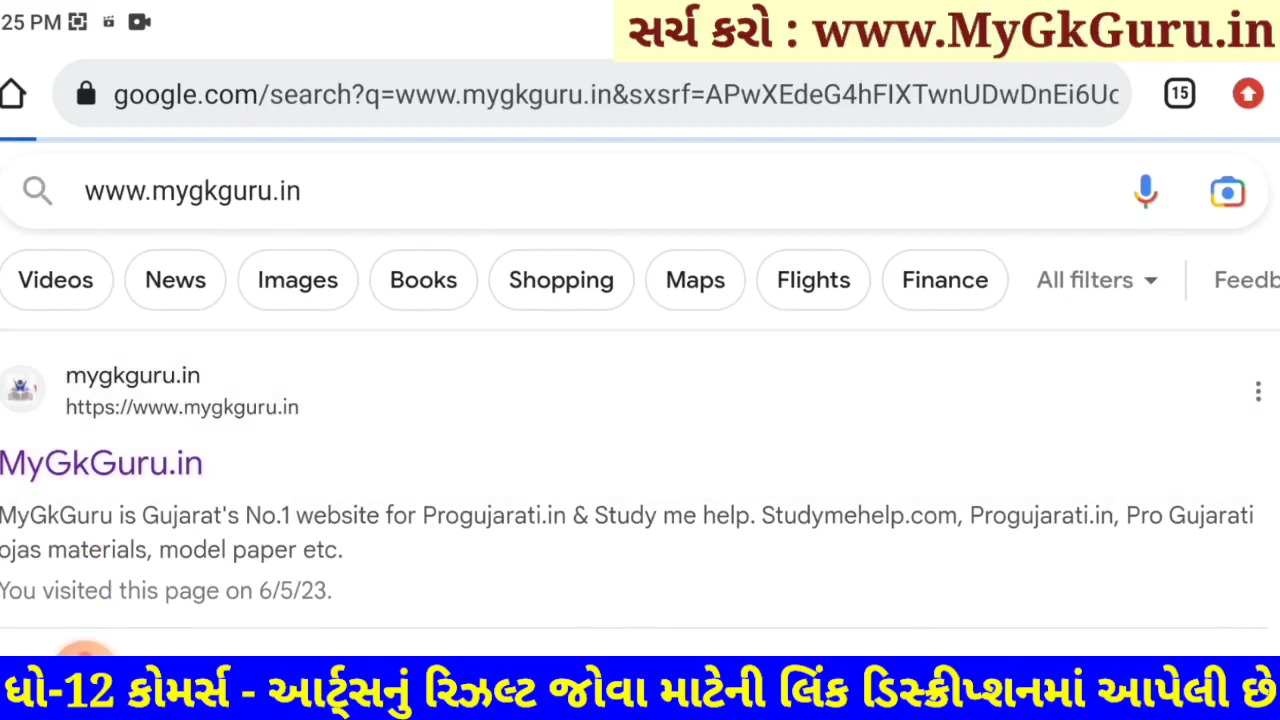 25 PM
સર્ચ કરો : www.MyGkGuru.in
google.com/search?q=www.mygkguru.in&sxsrf=APwXEdeG4hFIXTwnUDwDnEi6Uc
15
www.mygkguru.in
Videos News Images Books Shopping Maps Flights Finance All filters Feedb
mygkguru.in
https://www.mygkguru.in
MyGkGuru.in
MyGkGuru is Gujarat's No.1 website for Progujarati.in & Study me help. Studymehelp.com, Progujarati.in, Pro Gujarati
ojas materials, model paper etc.
You visited this page on 6/5/23.
ધો-12 કોમર્સ - આર્ટ્સનું રિઝલ્ટ જોવા માટેની લિંક ડિસ્ક્રીપ્શનમાં આપેલી છે